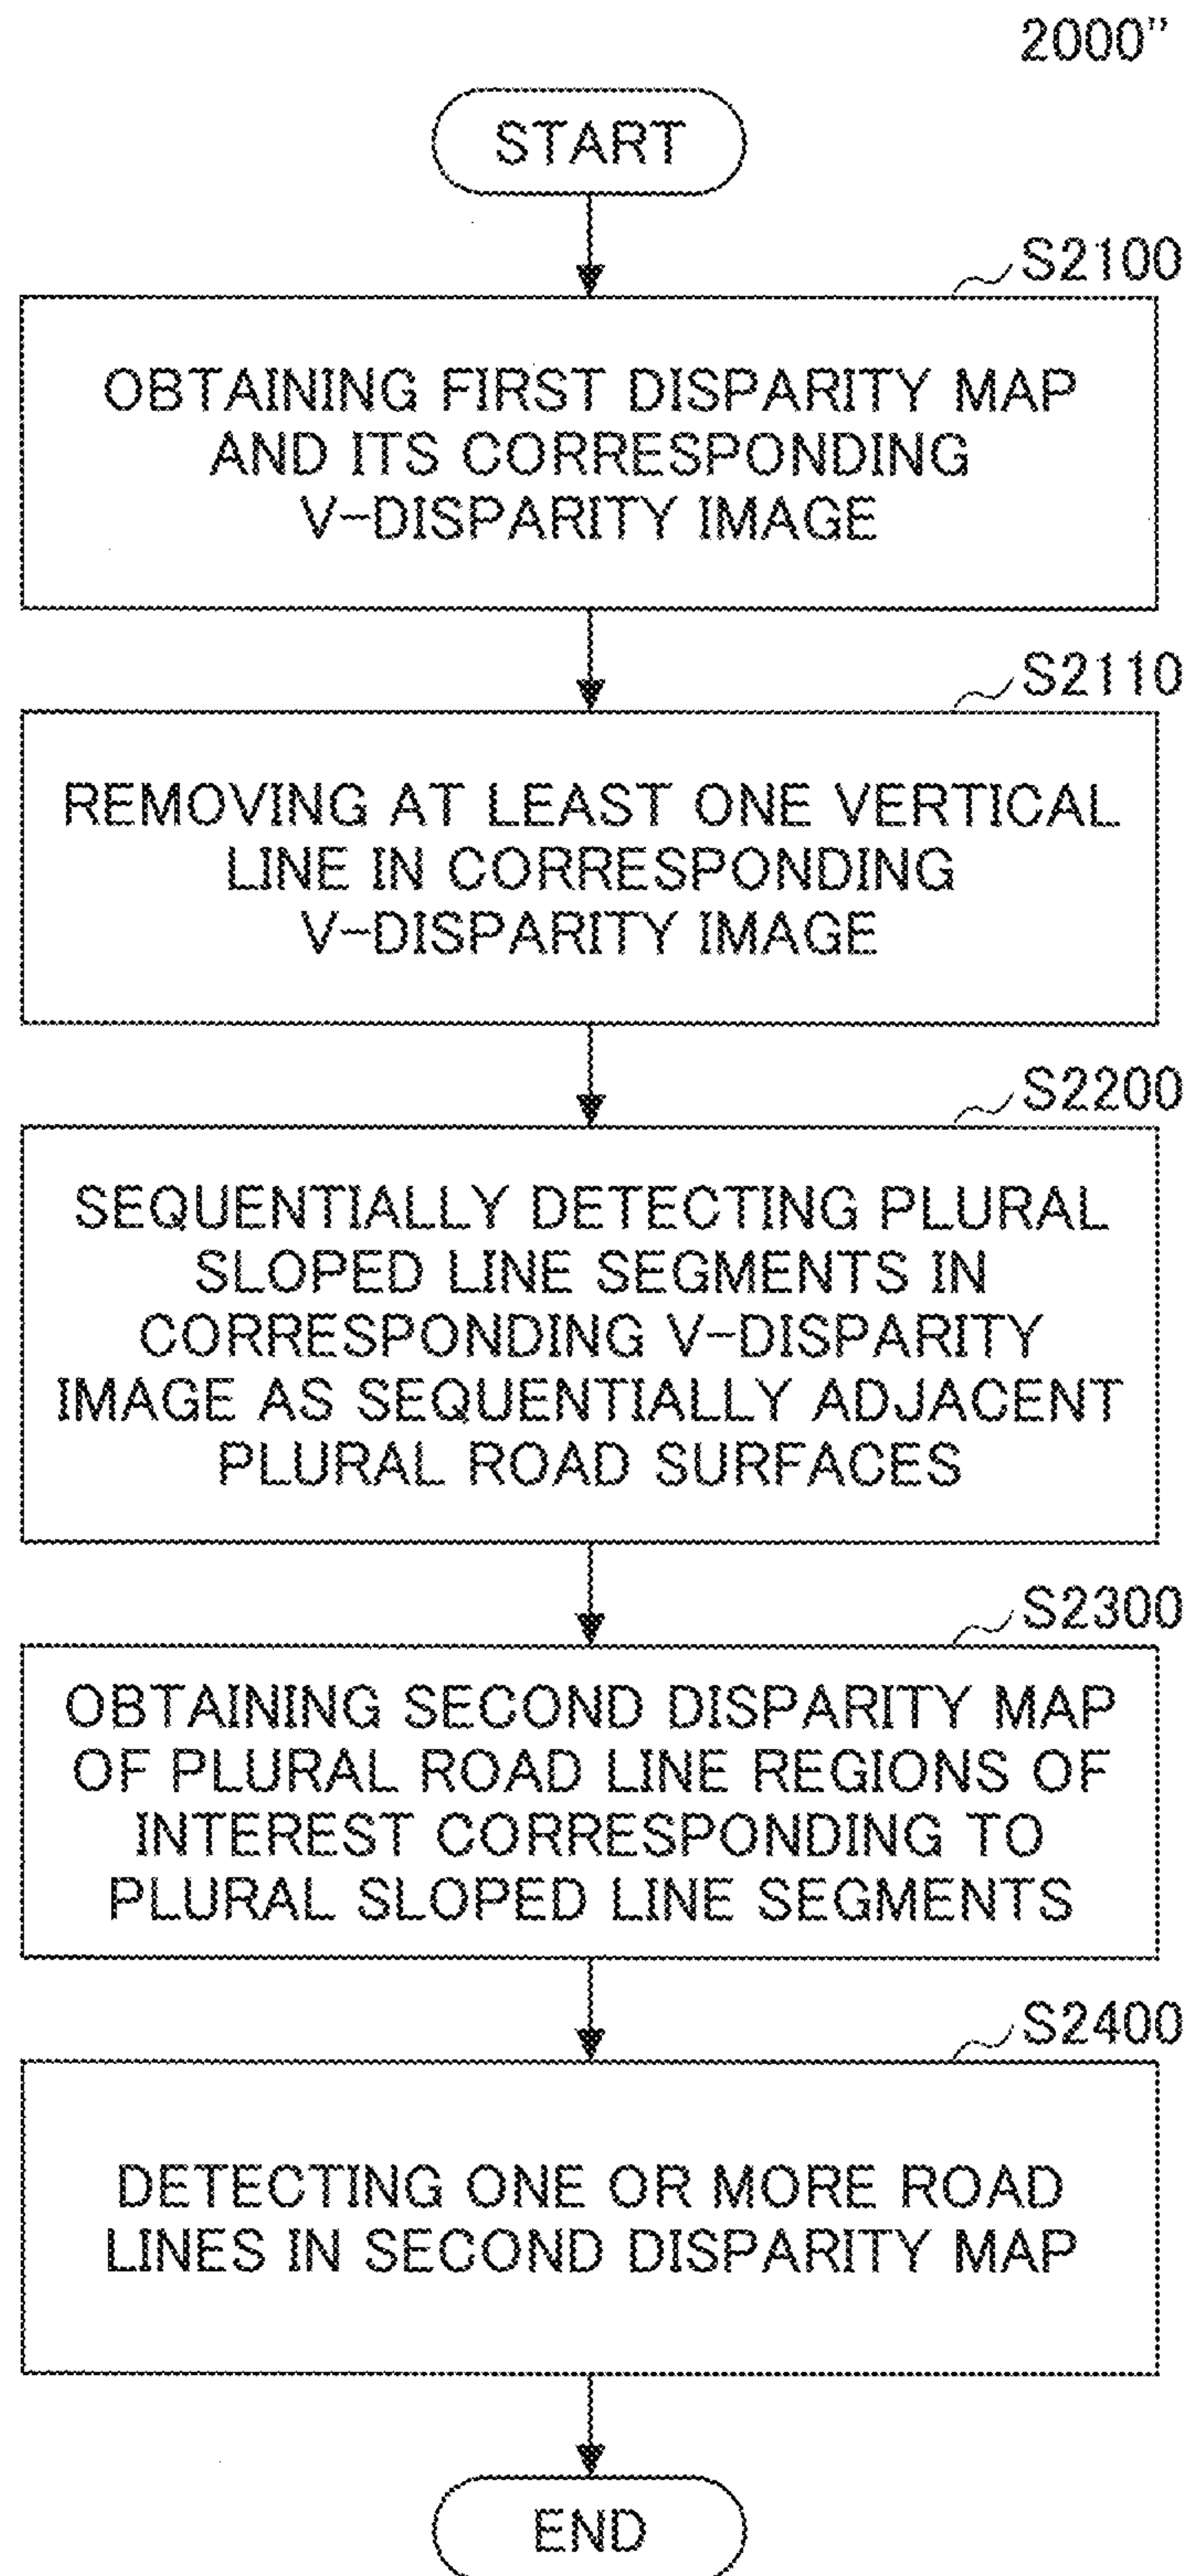 2000"
START
S2100
OBTAINING FIRST DISPARITY MAP
AND ITS CORRESPONDING
V-DISPARITY IMAGE
S2110
REMOVING AT LEAST ONE VERTICAL
LINE IN CORRESPONDING
V-DISPARITY IMAGE
S2200
SEQUENTIALLY DETECTING PLURAL
SLOPED LINE SEGMENTS IN
CORRESPONDING V-DISPARITY
IMAGE AS SEQUENTIALLY ADJACENT
PLURAL ROAD SURFACES
S2300
OBTAINING SECOND DISPARITY MAP
OF PLURAL ROAD LINE REGIONS OF
INTEREST CORRESPONDING TO
PLURAL SLOPED LINE SEGMENTS
S2400
DETECTING ONE OR MORE ROAD
LINES IN SECOND DISPARITY MAP
END